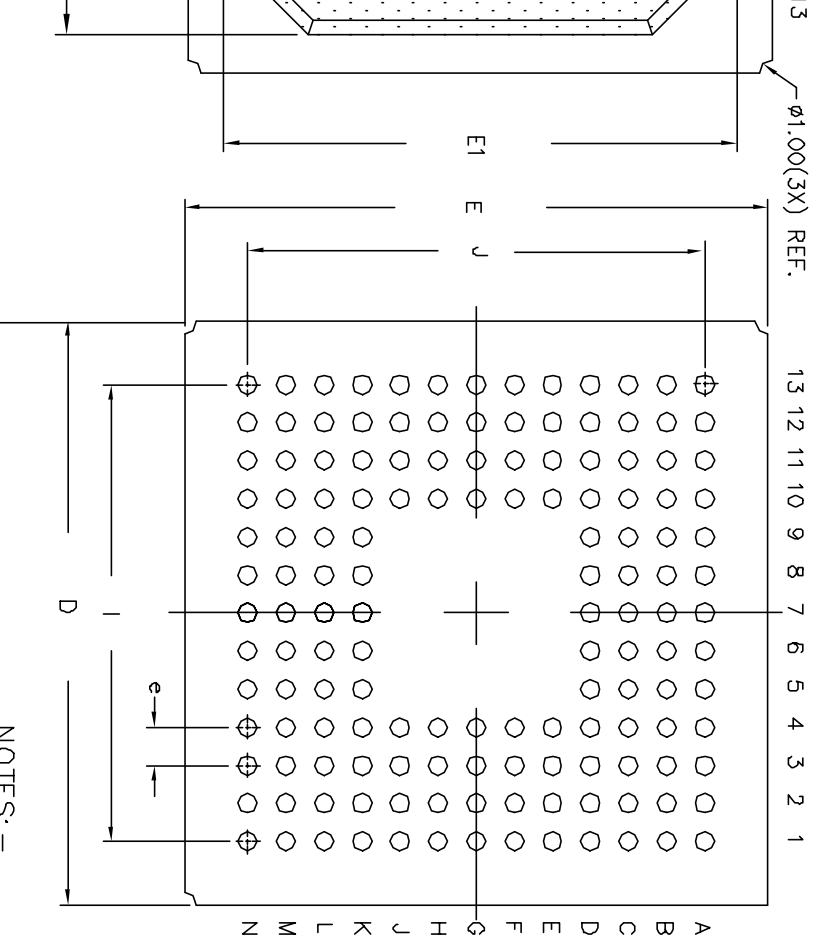 13
ø1.00(3X) REF.
E1
E
J
13 12 11 10 9 8 7 6 5 4 3 2 1
D
I
e
N M L K J H G F E D C B A
NOTES: –